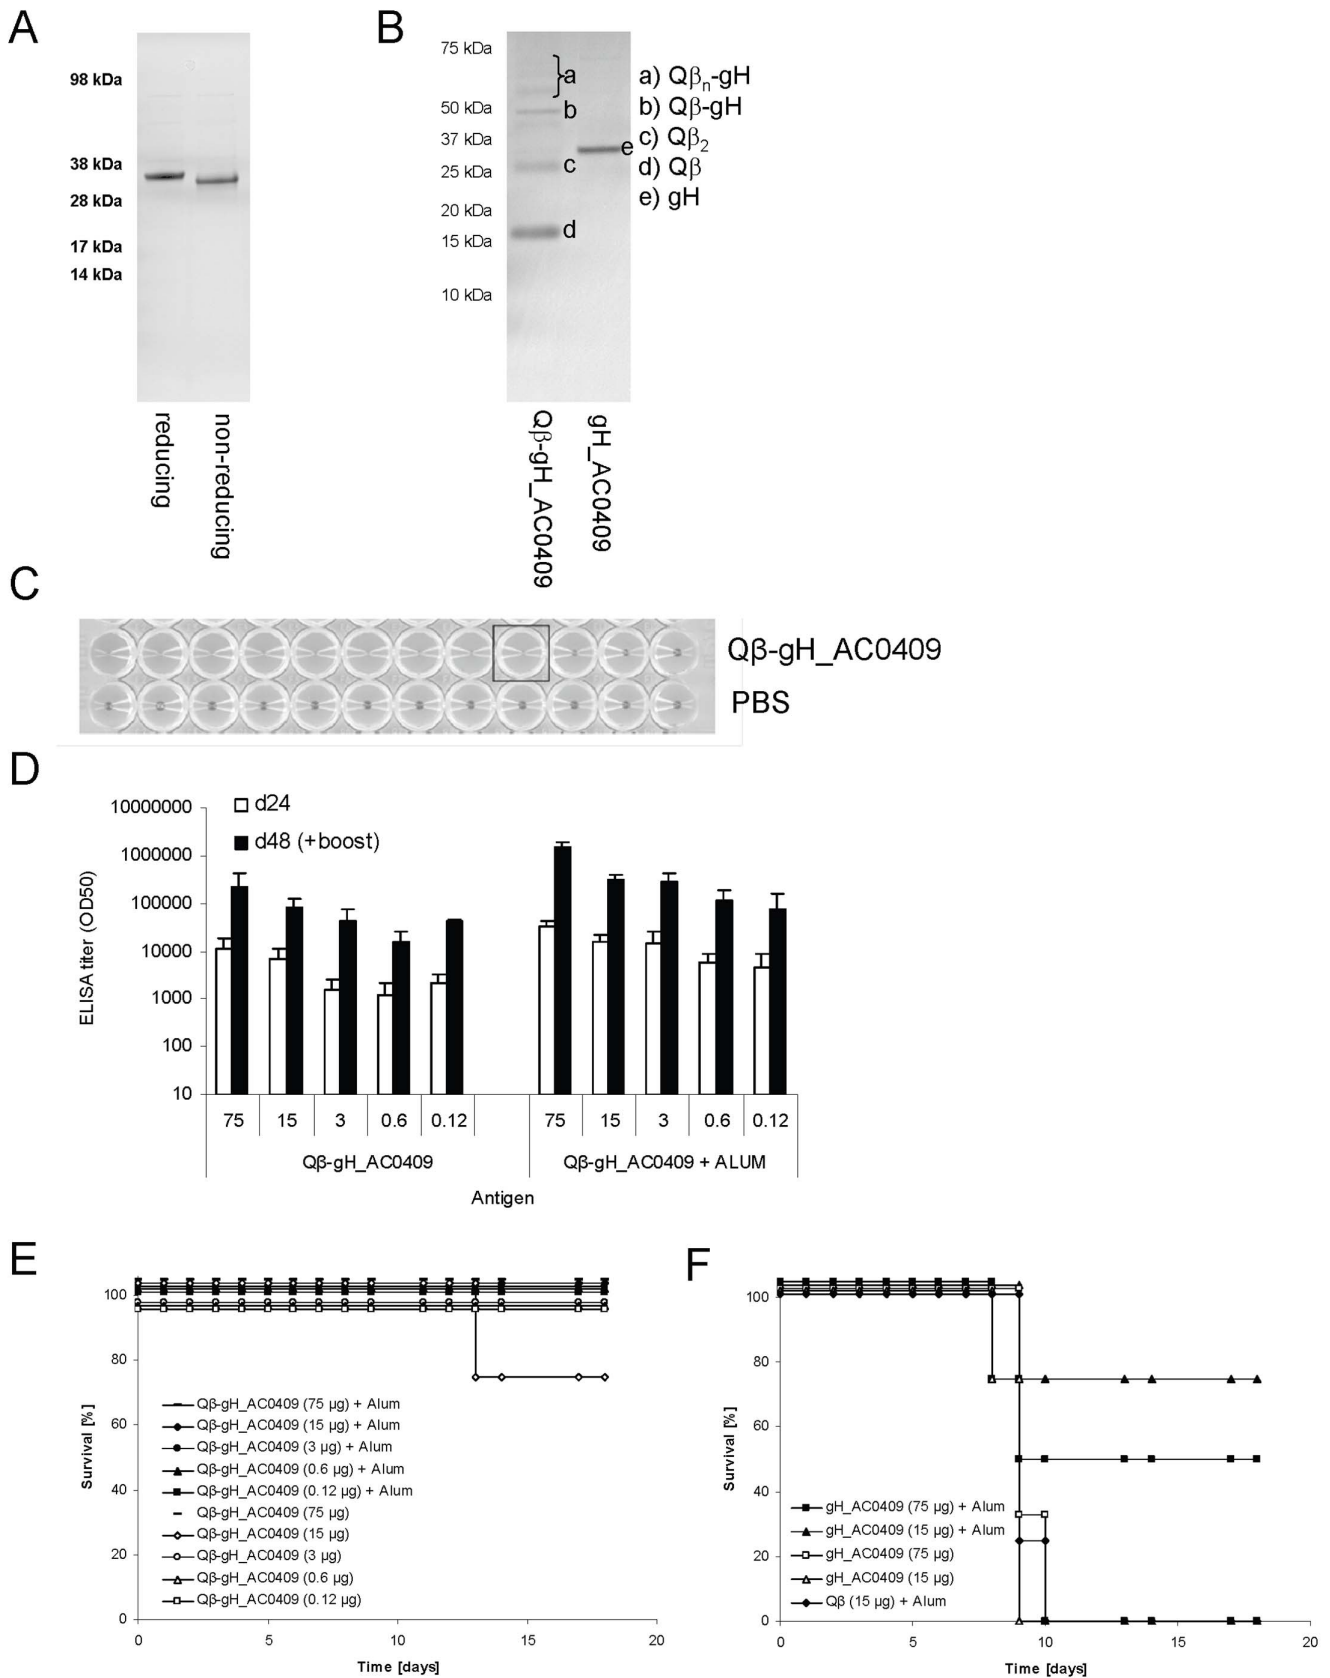 A
98 kDa
38 kDa
28 kDa
17 kDa
14 kDa
reducing
non-reducing
B
75 kDa
50 kDa
37 kDa
25 kDa
20 kDa
15 kDa
10 kDa
a
b
c
d
e
a) Qβn-gH
b) Qβ-gH
c) Qβ2
d) Qβ
e) gH
Qβ-gH_AC0409
gH_AC0409
C
Qβ-gH_AC0409
PBS
D
ELISA titer (OD50)
10000000
1000000
100000
10000
1000
100
10
d24
d48 (+boost)
75 15 3 0.6 0.12 75 15 3 0.6 0.12
Qβ-gH_AC0409 Qβ-gH_AC0409 + ALUM
Antigen
E
Survival [%]
100
80
60
40
20
0
Qβ-gH_AC0409 (75 µg) + Alum
Qβ-gH_AC0409 (15 µg) + Alum
Qβ-gH_AC0409 (3 µg) + Alum
Qβ-gH_AC0409 (0.6 µg) + Alum
Qβ-gH_AC0409 (0.12 µg) + Alum
Qβ-gH_AC0409 (75 µg)
Qβ-gH_AC0409 (15 µg)
Qβ-gH_AC0409 (3 µg)
Qβ-gH_AC0409 (0.6 µg)
Qβ-gH_AC0409 (0.12 µg)
0 5 10 15 20
Time [days]
F
Survival [%]
100
80
60
40
20
0
gH_AC0409 (75 µg) + Alum
gH_AC0409 (15 µg) + Alum
gH_AC0409 (75 µg)
gH_AC0409 (15 µg)
Qβ (15 µg) + Alum
0 5 10 15 20
Time [days]